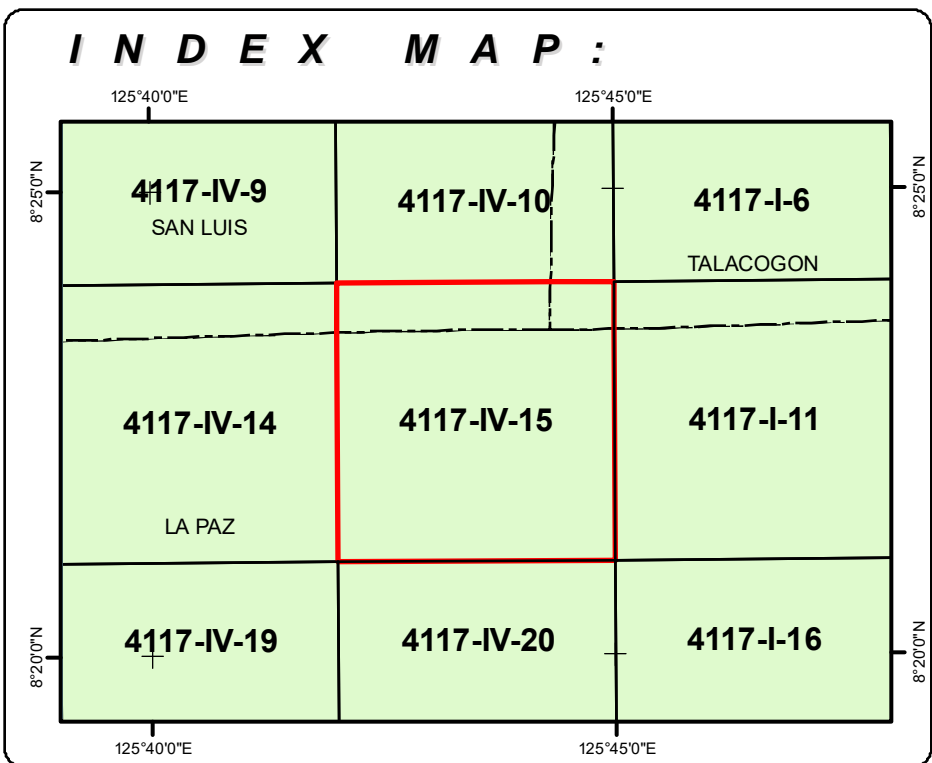 INDEX MAP:
125°40'0"E 125°45'0"E
8°25'0"N 8°25'0"N
4117-IV-9 4117-IV-10 4117-I-6
SAN LUIS
TALACOGON
4117-IV-14 4117-IV-15 4117-I-11
LA PAZ
4117-IV-19 4117-IV-20 4117-I-16
8°20'0"N 8°20'0"N
125°40'0"E 125°45'0"E